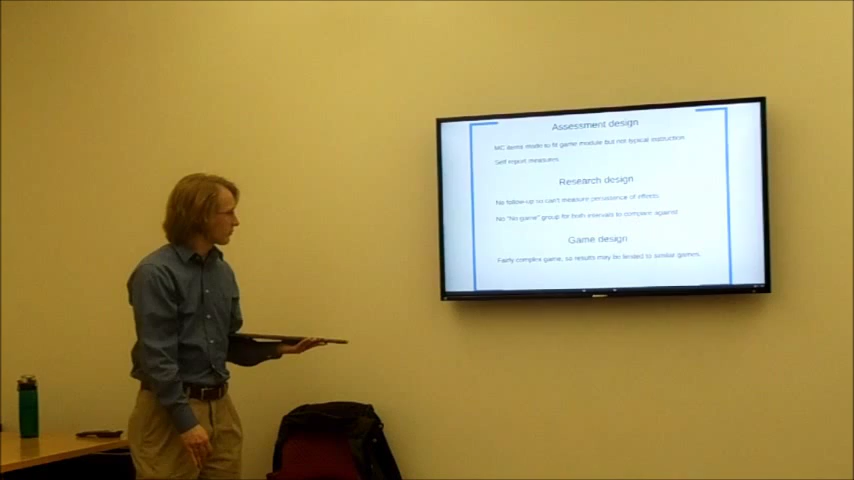 Assessment design
MC items made to fit game module but not typical instruction
Self report measures
Research design
No follow-up so can't measure persistence of effects
No "No game" group for both intervals to compare against
Game design
Fairly complex game, so results may be limited to similar games.